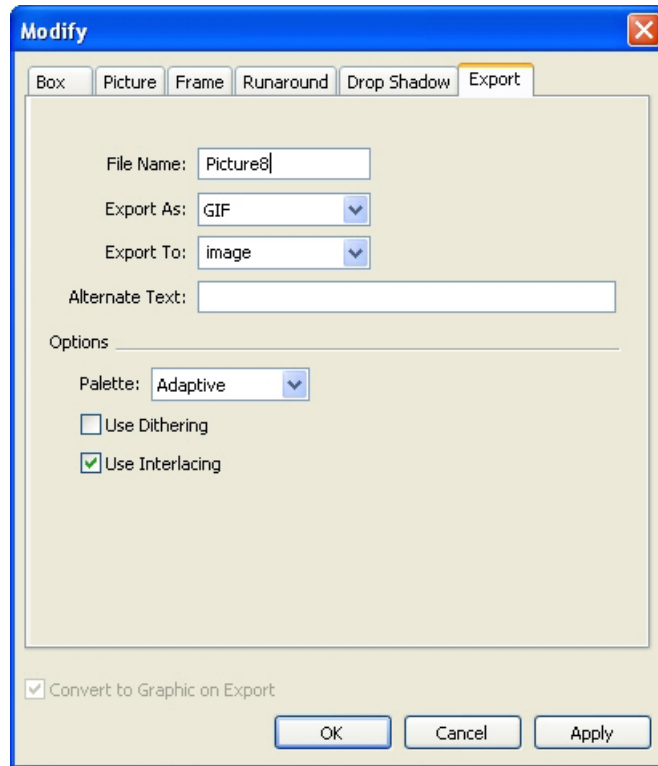 Modify
Box Picture Frame Runaround Drop Shadow Export
File Name: Picture8
Export As: GIF
Export To: image
Alternate Text:
Options
Palette: Adaptive
Use Dithering
Use Interlacing
Convert to Graphic on Export
OK Cancel Apply